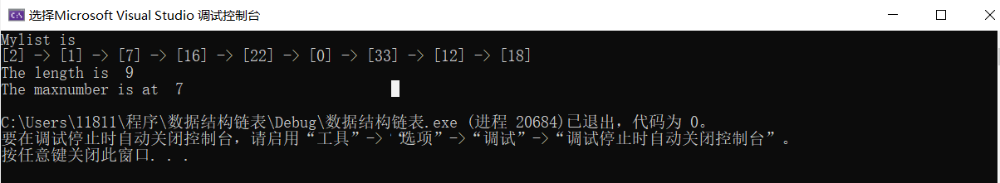 选择Microsoft Visual Studio 调试控制台
Mylist is
[2] -> [1] -> [7] -> [16] -> [22] -> [0] -> [33] -> [12] -> [18]
The length is  9
The maxnumber is at  7
C:\Users\11811\程序\数据结构链表\Debug\数据结构链表.exe (进程 20684)已退出，代码为 0。
要在调试停止时自动关闭控制台，请启用“工具”->“选项”->“调试”->“调试停止时自动关闭控制台”。
按任意键关闭此窗口. . .